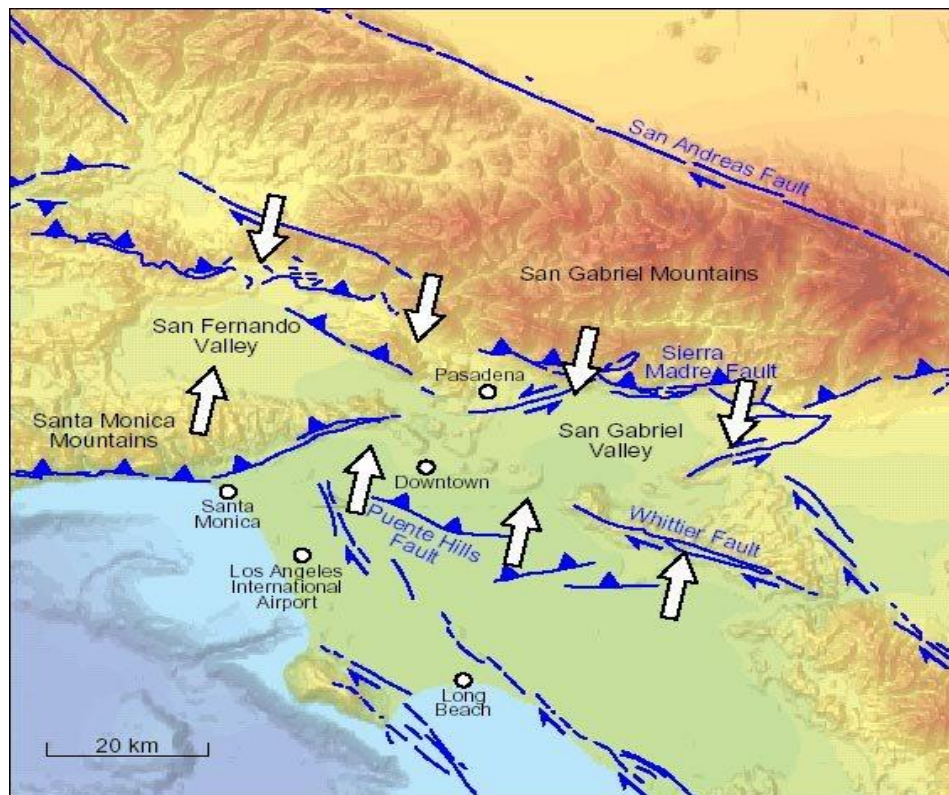 San Andreas Fault
San Gabriel Mountains
San Fernando
Valley
Sierra
Madre Fault
Pasadena
Santa Monica
Mountains
San Gabriel
Valley
Downtown
Santa
Monica
Puente Hills
Fault
Whittier Fault
Los Angeles
International
Airport
Long
Beach
20 km